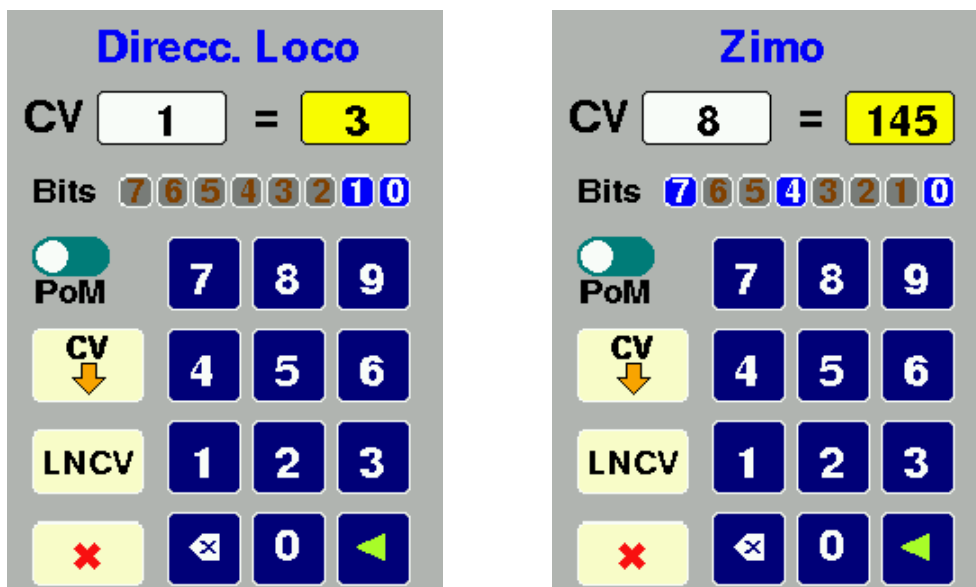 Direcc. Loco
CV 1 = 3
Bits 7 6 5 4 3 2 1 0
PoM
7 8 9
CV
4 5 6
LNCV
1 2 3
0
Zimo
CV 8 = 145
Bits 7 6 5 4 3 2 1 0
PoM
7 8 9
CV
4 5 6
LNCV
1 2 3
0